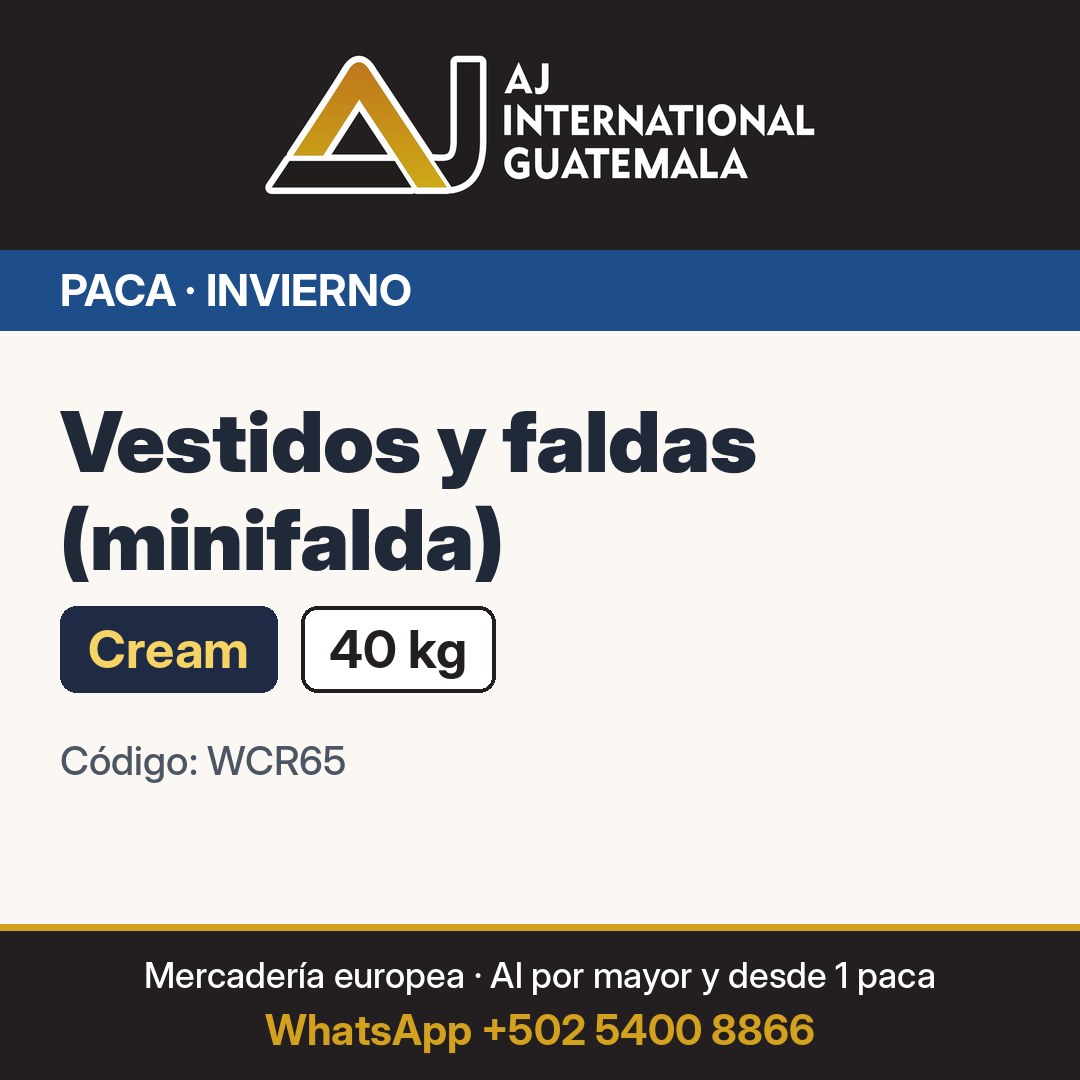 AJ
AJ
INTERNATIONAL
GUATEMALA
PACA · INVIERNO
Vestidos y faldas
(minifalda)
Cream
40 kg
Código: WCR65
Mercadería europea · Al por mayor y desde 1 paca
WhatsApp +502 5400 8866